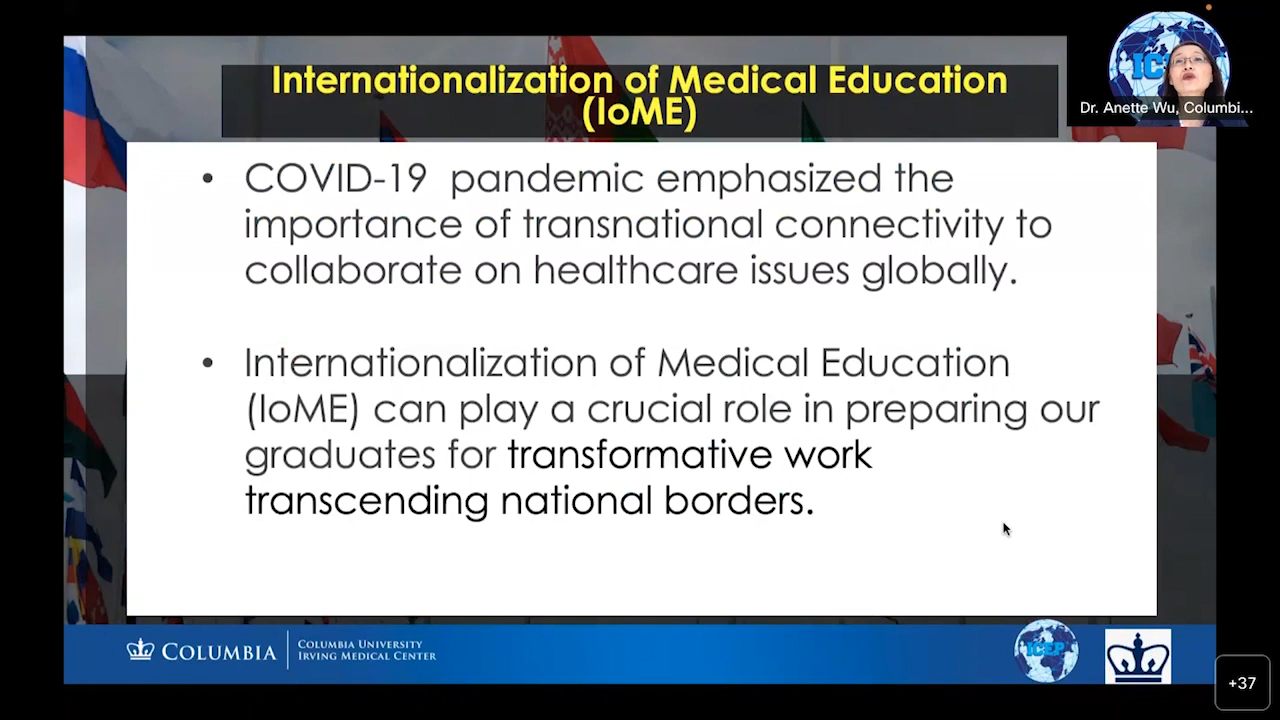 Internationalization of Medical Education
(IoME)
Dr. Anette Wu, Columbi...
• COVID-19 pandemic emphasized the
importance of transnational connectivity to
collaborate on healthcare issues globally.
• Internationalization of Medical Education
(IoME) can play a crucial role in preparing our
graduates for transformative work
transcending national borders.
COLUMBIA
COLUMBIA UNIVERSITY
IRVING MEDICAL CENTER
ICEP
+37